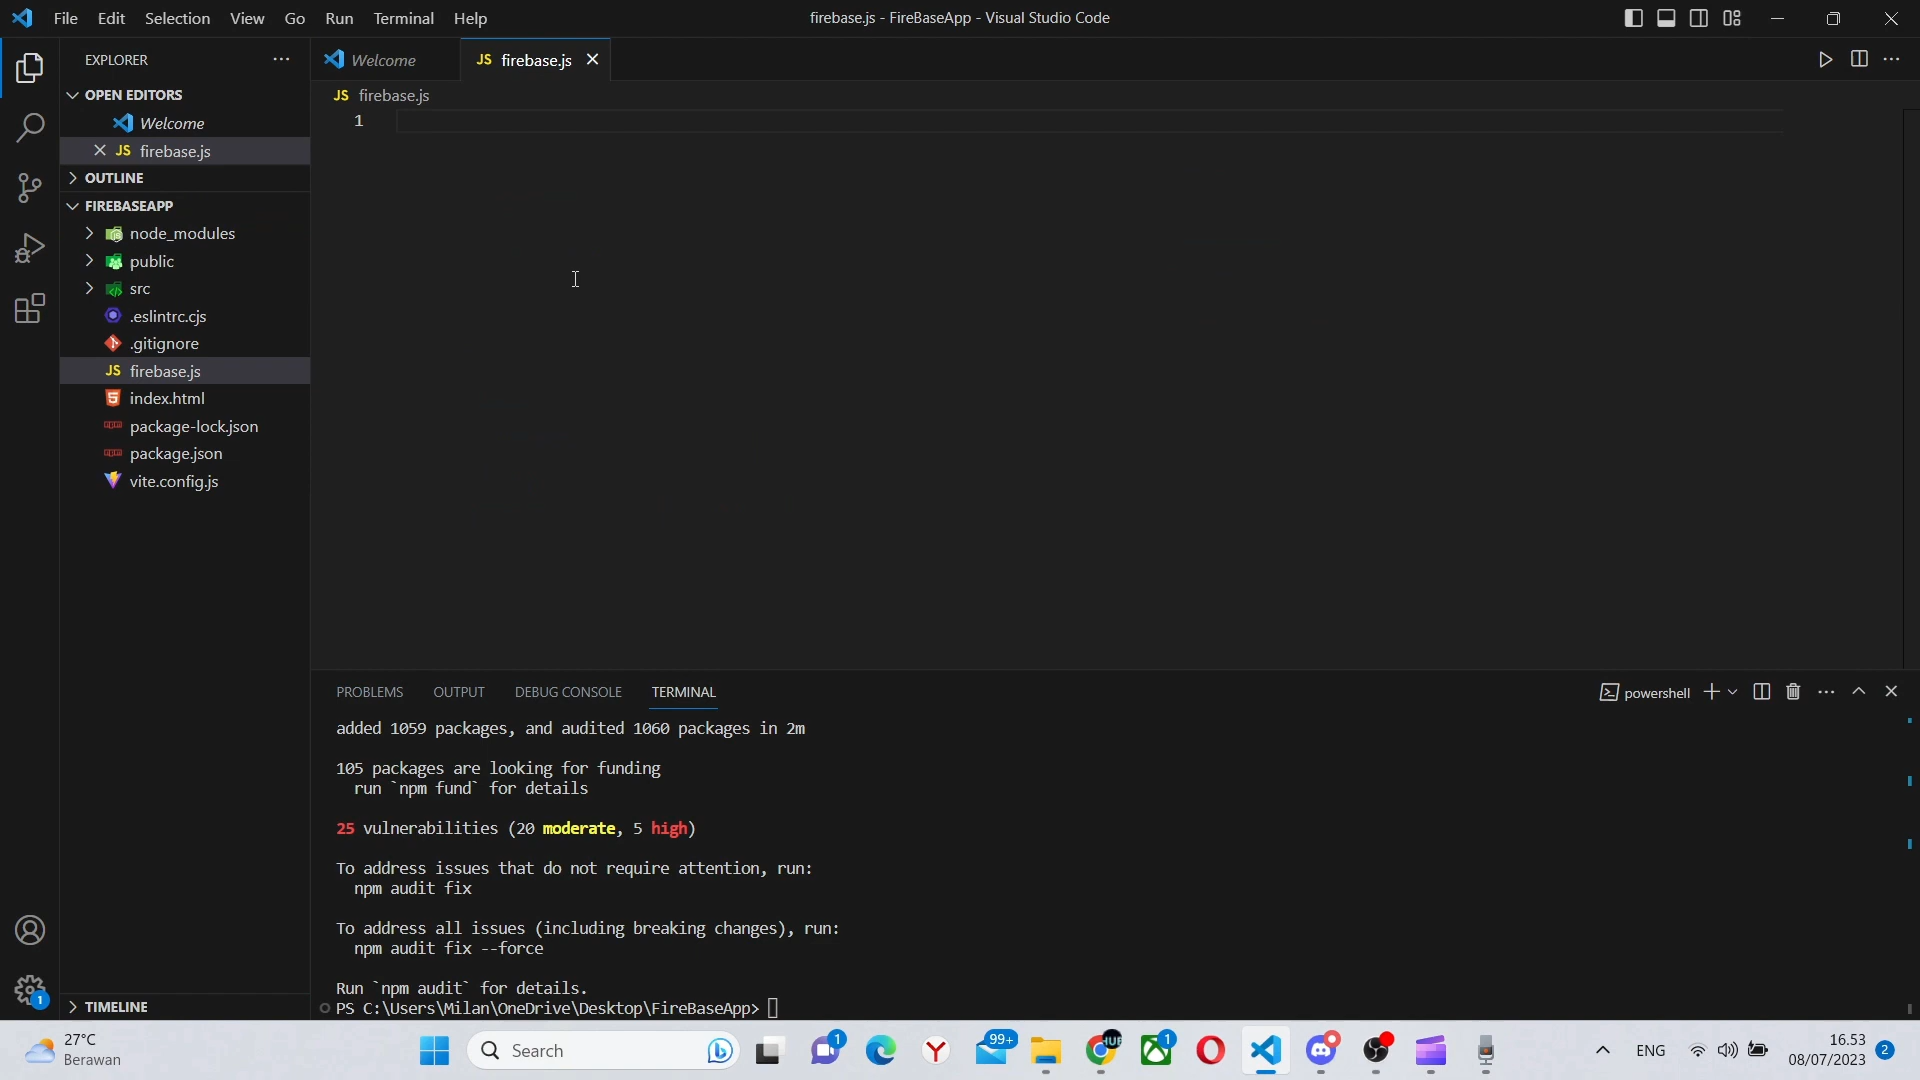 File Edit Selection View Go Run Terminal Help
firebase.js - FireBaseApp - Visual Studio Code
EXPLORER
Welcome
JS firebase.js
OPEN EDITORS
JS firebase.js
Welcome
1
JS firebase.js
OUTLINE
FIREBASEAPP
node_modules
public
src
.eslintrc.cjs
.gitignore
JS firebase.js
index.html
package-lock.json
package.json
vite.config.js
PROBLEMS OUTPUT DEBUG CONSOLE TERMINAL
powershell
added 1059 packages, and audited 1060 packages in 2m
105 packages are looking for funding
run `npm fund` for details
25 vulnerabilities (20 moderate, 5 high)
To address issues that do not require attention, run:
npm audit fix
To address all issues (including breaking changes), run:
npm audit fix --force
Run `npm audit` for details.
PS C:\Users\Milan\OneDrive\Desktop\FireBaseApp>
1
TIMELINE
27°C
Berawan
Search
1
99+
HUB
1
ENG
16.53
08/07/2023
2